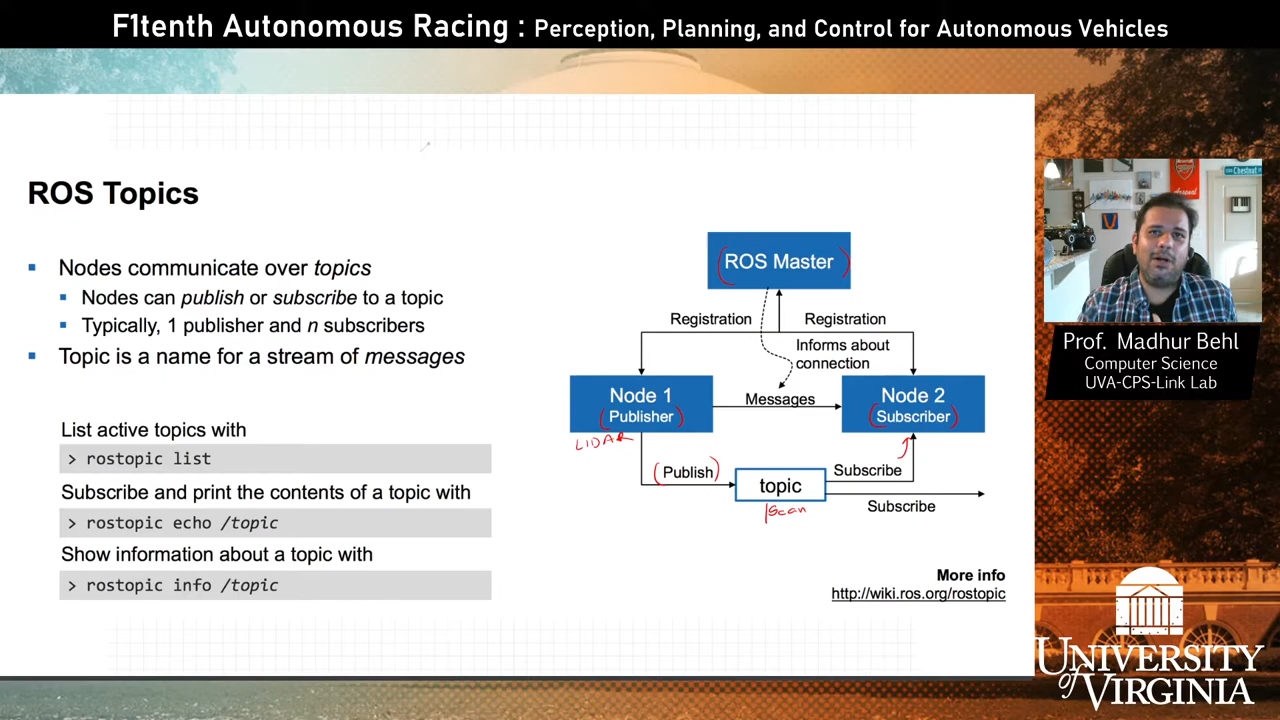 F1tenth Autonomous Racing : Perception, Planning, and Control for Autonomous Vehicles
ROS Topics
▪ Nodes communicate over topics
▪ Nodes can publish or subscribe to a topic
▪ Typically, 1 publisher and n subscribers
▪ Topic is a name for a stream of messages
List active topics with
> rostopic list
Subscribe and print the contents of a topic with
> rostopic echo /topic
Show information about a topic with
> rostopic info /topic
(ROS Master)
Registration
Registration
Informs about
connection
Node 1
(Publisher)
LIDAR
Messages
Node 2
(Subscriber)
(Publish)
topic
/scan
Subscribe
Subscribe
More info
http://wiki.ros.org/rostopic
Chestnut
Arsenal
Prof. Madhur Behl
Computer Science
UVA-CPS-Link Lab
UNIVERSITY
of VIRGINIA